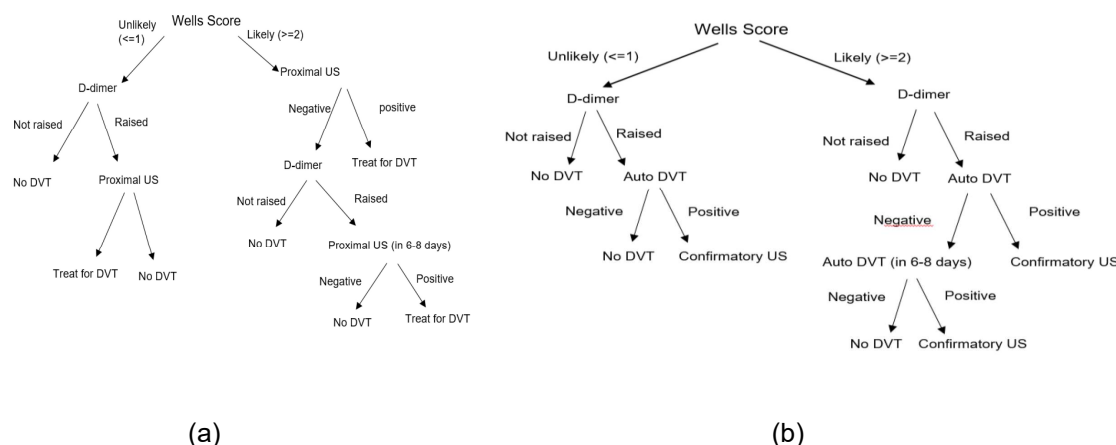 Wells Score
Unlikely
(<=1)
Likely (>=2)
D-dimer
Proximal US
Not raised
Raised
Negative
positive
No DVT
Proximal US
D-dimer
Treat for DVT
Not raised
Raised
Treat for DVT
No DVT
No DVT
Proximal US (in 6-8 days)
Negative
Positive
No DVT
Treat for DVT
(a)
Wells Score
Unlikely (<=1)
Likely (>=2)
D-dimer
D-dimer
Not raised
Raised
Not raised
Raised
No DVT
Auto DVT
No DVT
Auto DVT
Negative
Positive
Negative
Positive
No DVT
Confirmatory US
Auto DVT (in 6-8 days)
Confirmatory US
Negative
Positive
No DVT
Confirmatory US
(b)